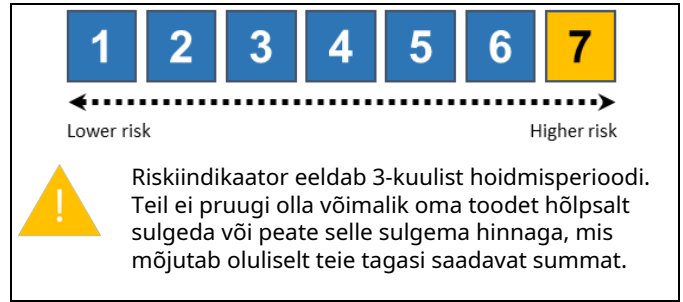 1 2 3 4 5 6 7
Lower risk Higher risk
!
Riskiindikaator eeldab 3-kuulist hoidmisperioodi.
Teil ei pruugi olla võimalik oma toodet hõlpsalt
sulgeda või peate selle sulgema hinnaga, mis
mõjutab oluliselt teie tagasi saadavat summat.